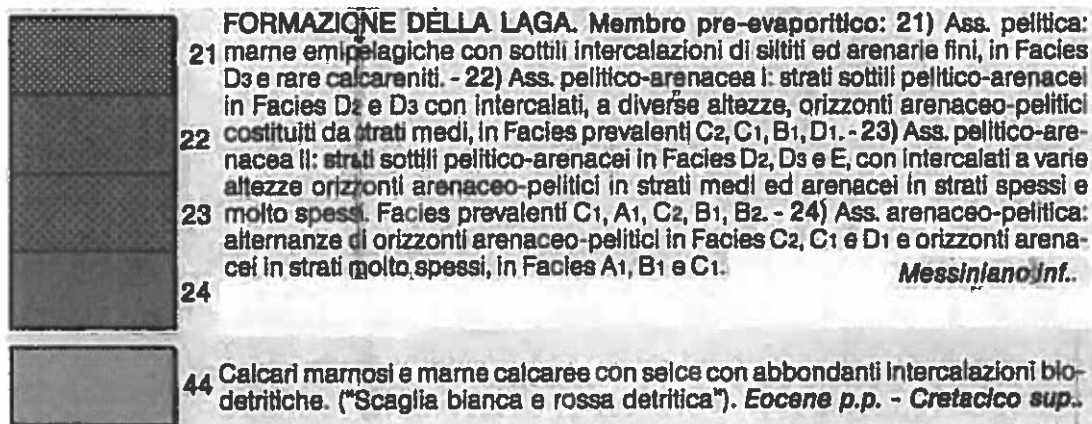 FORMAZIONE DELLA LAGA. Membro pre-evaporitico: 21) Ass. pelitica:
21 marne emipelagiche con sottili intercalazioni di siltiti ed arenarie fini, in Facies
D3 e rare calcareniti. - 22) Ass. pelitico-arenacea I: strati sottili pelitico-arenacei
in Facies D2 e D3 con intercalati, a diverse altezze, orizzonti arenaceo-pelitici
22 costituiti da strati medi, in Facies prevalenti C2, C1, B1, D1. - 23) Ass. pelitico-are-
nacea II: strati sottili pelitico-arenacei in Facies D2, D3 e E, con intercalati a varie
altezze orizzonti arenaceo-pelitici in strati medi ed arenacei in strati spessi e
23 molto spessi. Facies prevalenti C1, A1, C2, B1, B2. - 24) Ass. arenaceo-pelitica:
alternanze di orizzonti arenaceo-pelitici in Facies C2, C1 e D1 e orizzonti arena-
cei in strati molto spessi, in Facies A1, B1 e C1. Messiniano inf..
24
44 Calcari marnosi e marne calcaree con selce con abbondanti intercalazioni bio-
detritiche. ("Scaglia bianca e rossa detritica"). Eocene p.p. - Cretacico sup..